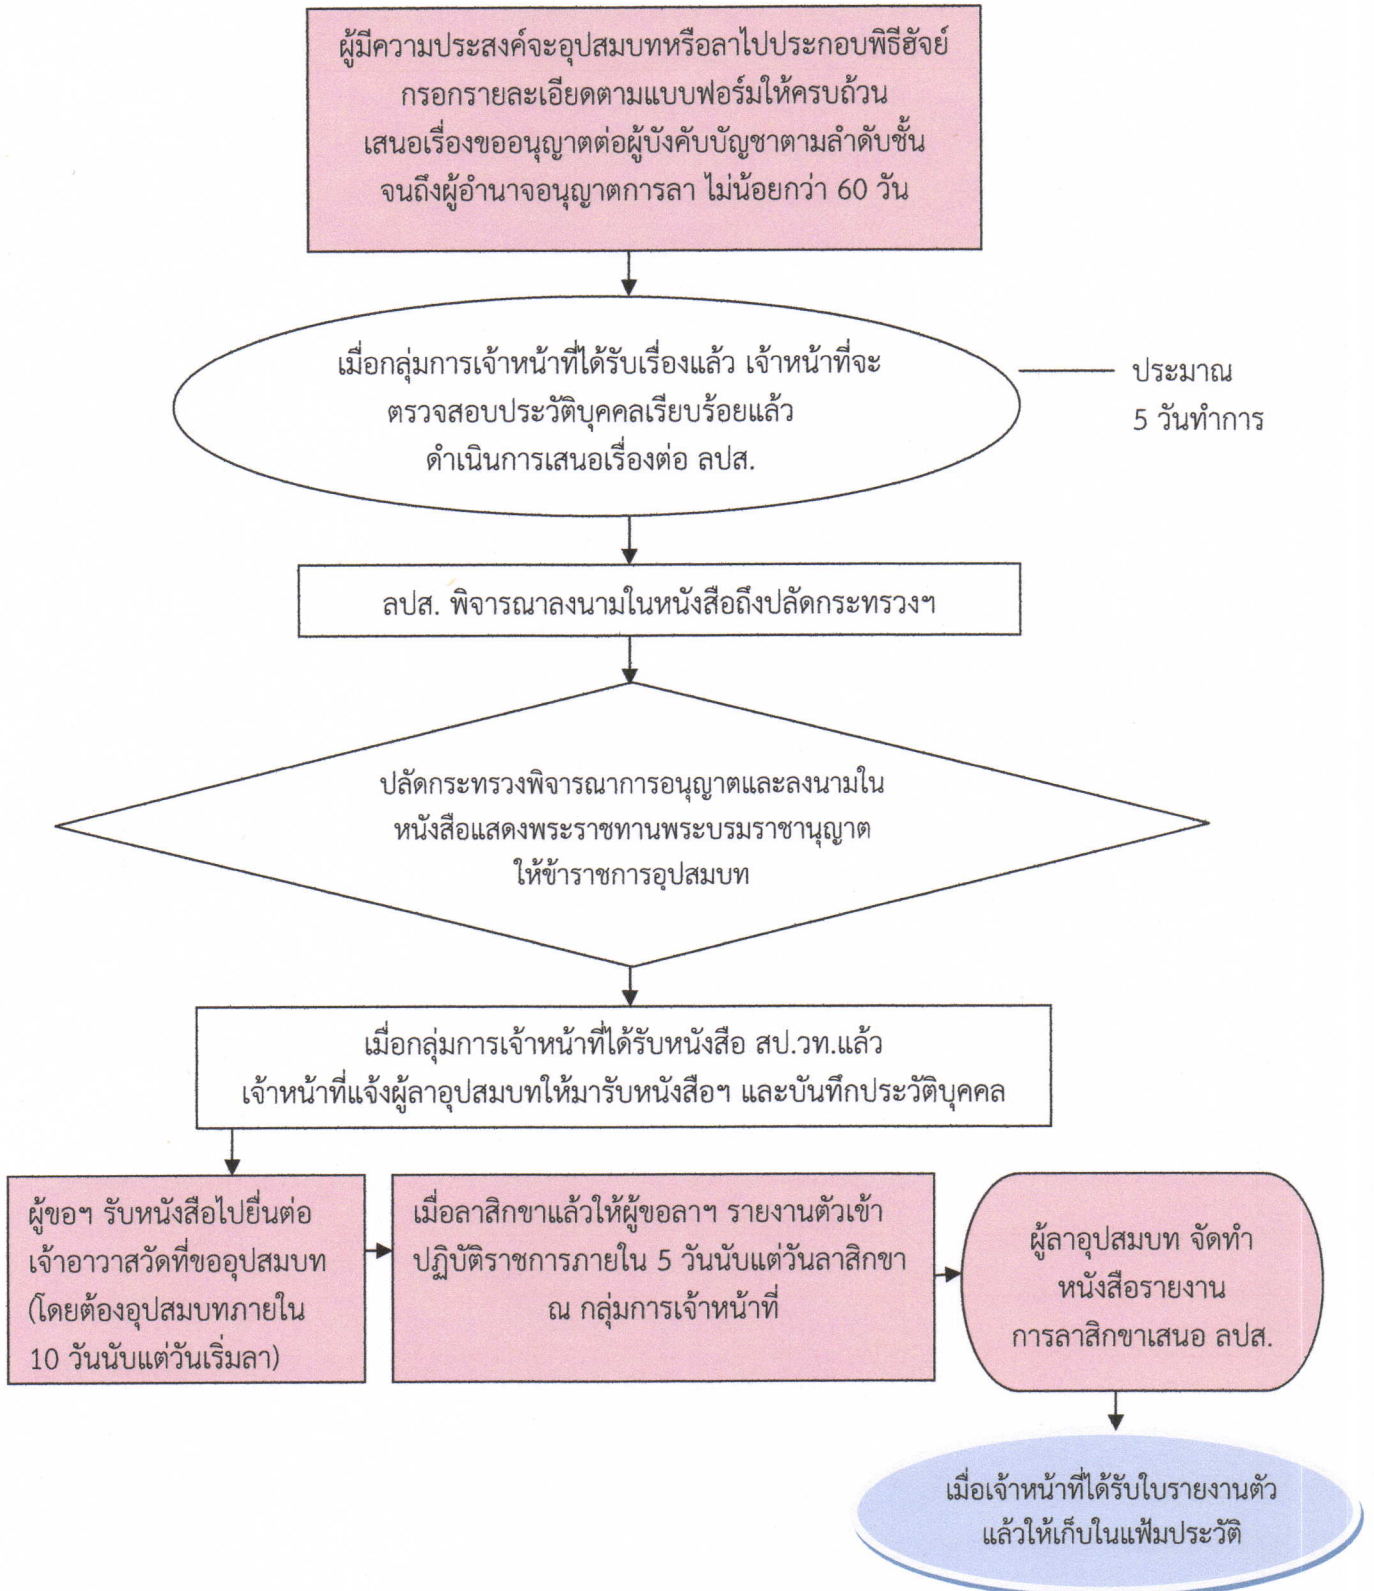 ผู้มีความประสงค์จะอุปสมบทหรือลาไปประกอบพิธีฮัจย์
กรอกรายละเอียดตามแบบฟอร์มให้ครบถ้วน
เสนอเรื่องขออนุญาตต่อผู้บังคับบัญชาตามลำดับชั้น
จนถึงผู้อำนาจอนุญาตการลา ไม่น้อยกว่า 60 วัน
เมื่อกลุ่มการเจ้าหน้าที่ได้รับเรื่องแล้ว เจ้าหน้าที่จะ
ตรวจสอบประวัติบุคคลเรียบร้อยแล้ว
ดำเนินการเสนอเรื่องต่อ ลปส.
ประมาณ
5 วันทำการ
ลปส. พิจารณาลงนามในหนังสือถึงปลัดกระทรวงฯ
ปลัดกระทรวงพิจารณาการอนุญาตและลงนามใน
หนังสือแสดงพระราชทานพระบรมราชานุญาต
ให้ข้าราชการอุปสมบท
เมื่อกลุ่มการเจ้าหน้าที่ได้รับหนังสือ สป.วท.แล้ว
เจ้าหน้าที่แจ้งผู้ลาอุปสมบทให้มารับหนังสือฯ และบันทึกประวัติบุคคล
ผู้ขอฯ รับหนังสือไปยื่นต่อ
เจ้าอาวาสวัดที่ขออุปสมบท
(โดยต้องอุปสมบทภายใน
10 วันนับแต่วันเริ่มลา)
เมื่อลาสิกขาแล้วให้ผู้ขอลาฯ รายงานตัวเข้า
ปฏิบัติราชการภายใน 5 วันนับแต่วันลาสิกขา
ณ กลุ่มการเจ้าหน้าที่
ผู้ลาอุปสมบท จัดทำ
หนังสือรายงาน
การลาสิกขาเสนอ ลปส.
เมื่อเจ้าหน้าที่ได้รับใบรายงานตัว
แล้วให้เก็บในแฟ้มประวัติ